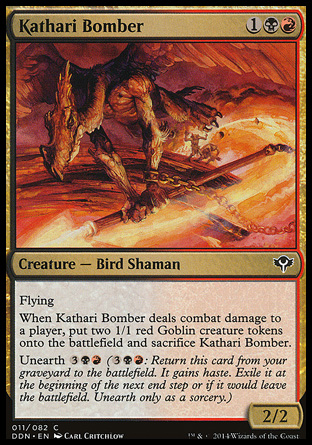 Kathari Bomber 1
Creature — Bird Shaman
Flying
When Kathari Bomber deals combat damage to
a player, put two 1/1 red Goblin creature tokens
onto the battlefield and sacrifice Kathari Bomber.
Unearth 3 (3 : Return this card from your
graveyard to the battlefield. It gains haste. Exile it at
the beginning of the next end step or if it would leave
the battlefield. Unearth only as a sorcery.)
2/2
011/082 C
DDN • EN Carl Critchlow ™ & © 2014 Wizards of the Coast